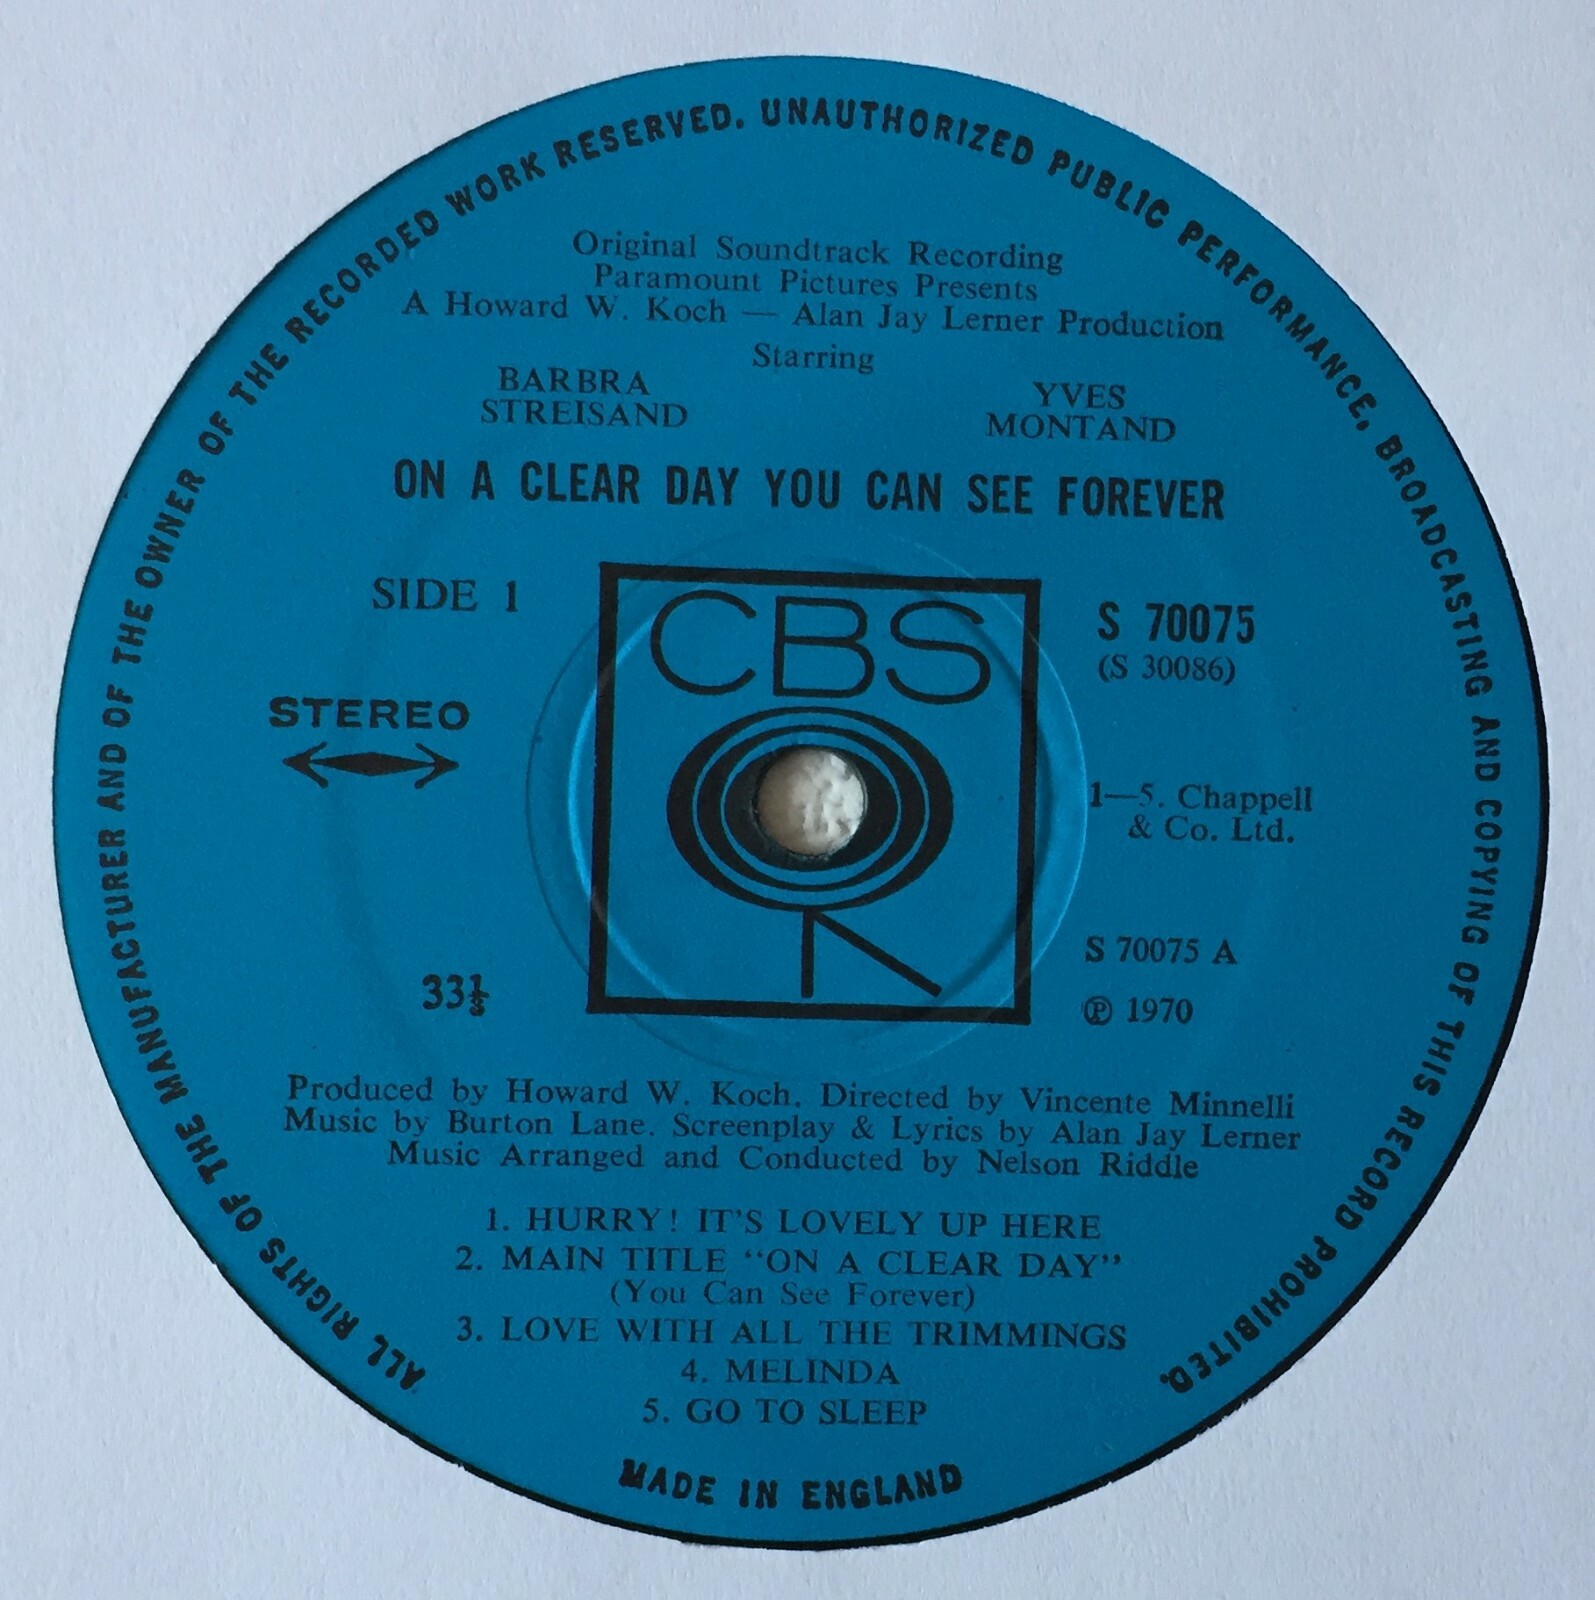 ALL RIGHTS OF THE MANUFACTURER AND OF THE OWNER OF THE RECORDED WORK RESERVED. UNAUTHORIZED PUBLIC PERFORMANCE, BROADCASTING AND COPYING OF THIS RECORD PROHIBITED.
Original Soundtrack Recording
Paramount Pictures Presents
A Howard W. Koch — Alan Jay Lerner Production
Starring
BARBRA
STREISAND
YVES
MONTAND
ON A CLEAR DAY YOU CAN SEE FOREVER
SIDE 1
CBS
S 70075
(S 30086)
STEREO
1—5. Chappell
& Co. Ltd.
S 70075 A
33⅓
℗ 1970
Produced by Howard W. Koch. Directed by Vincente Minnelli
Music by Burton Lane. Screenplay & Lyrics by Alan Jay Lerner
Music Arranged and Conducted by Nelson Riddle
1. HURRY! IT'S LOVELY UP HERE
2. MAIN TITLE “ON A CLEAR DAY”
(You Can See Forever)
3. LOVE WITH ALL THE TRIMMINGS
4. MELINDA
5. GO TO SLEEP
MADE IN ENGLAND